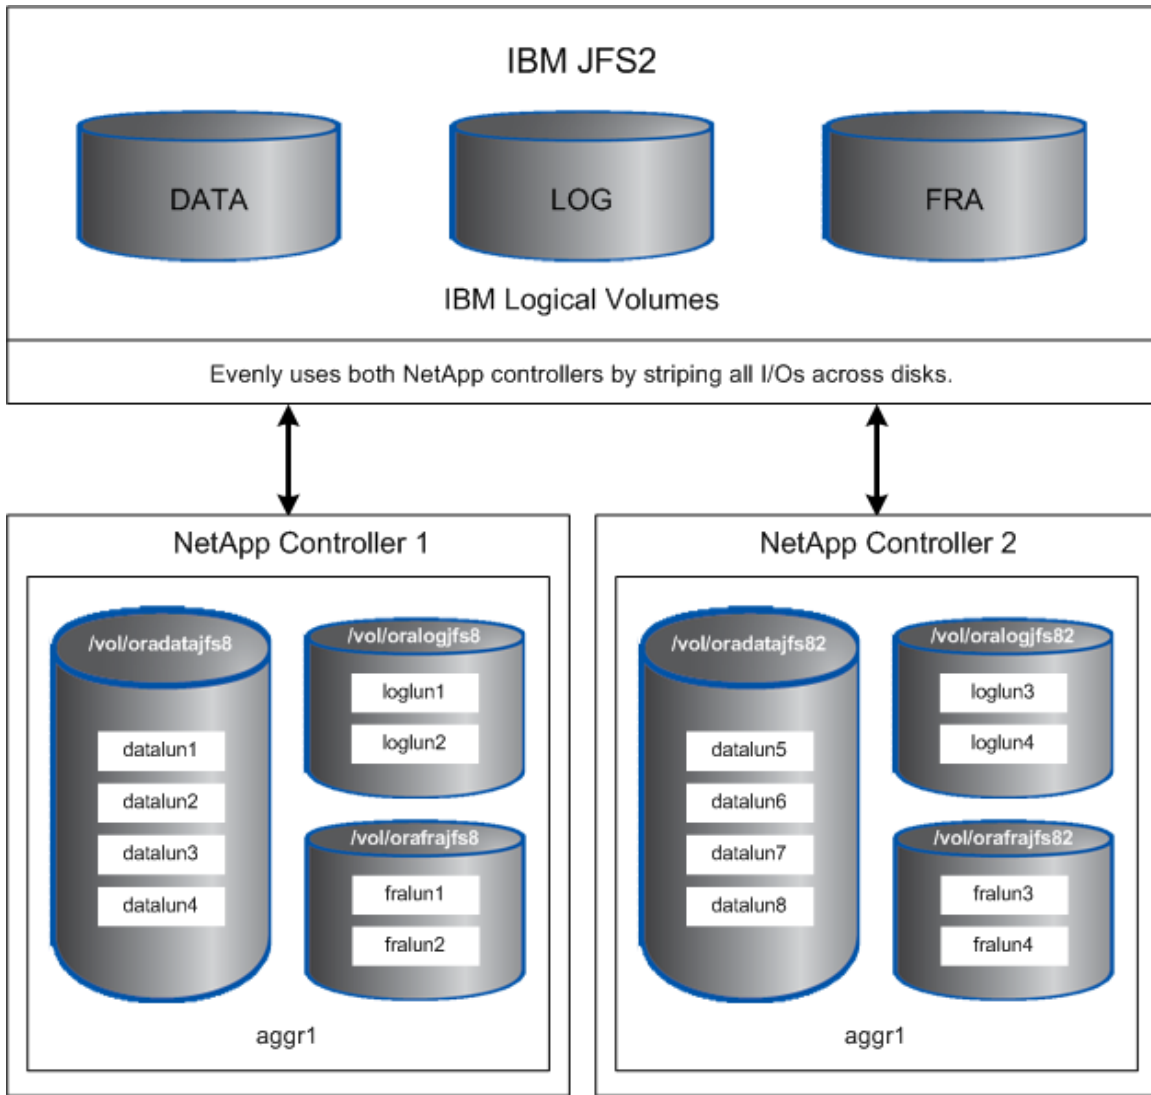 IBM JFS2
DATA
LOG
FRA
IBM Logical Volumes
Evenly uses both NetApp controllers by striping all I/Os across disks.
NetApp Controller 1
/vol/oradatajfs8
datalun1
datalun2
datalun3
datalun4
/vol/oralogjfs8
loglun1
loglun2
/vol/orafrajfs8
fralun1
fralun2
aggr1
NetApp Controller 2
/vol/oradatajfs82
datalun5
datalun6
datalun7
datalun8
/vol/oralogjfs82
loglun3
loglun4
/vol/orafrajfs82
fralun3
fralun4
aggr1